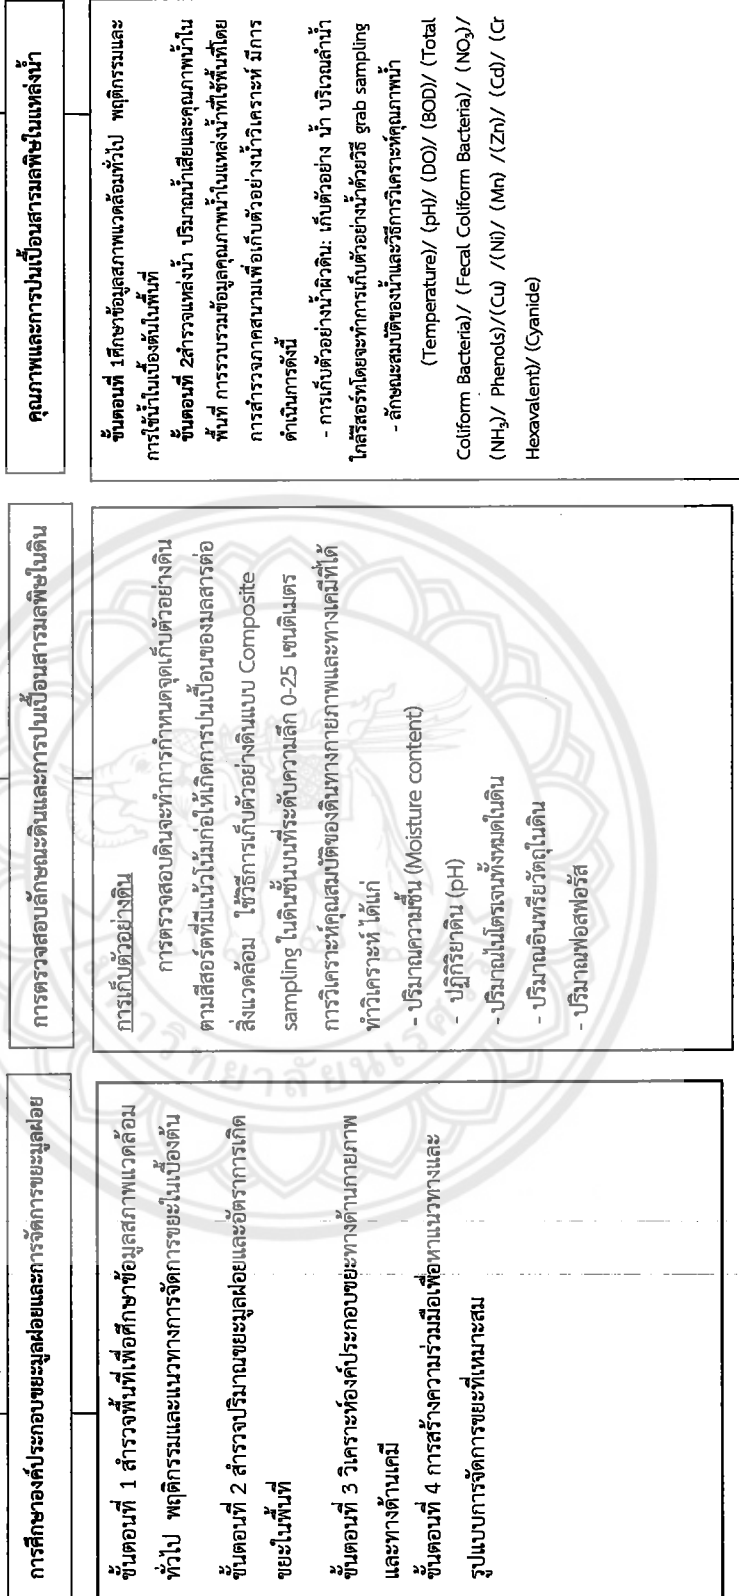 การศึกษาองค์ประกอบขยะมูลฝอยและการจัดการขยะมูลฝอย
ขั้นตอนที่ 1 สำรวจพื้นที่เพื่อศึกษาข้อมูลสภาพแวดล้อม
ทั่วไป พฤติกรรมและแนวทางการจัดการขยะในเบื้องต้น
ขั้นตอนที่ 2 สำรวจปริมาณขยะมูลฝอยและอัตราการเกิด
ขยะในพื้นที่
ขั้นตอนที่ 3 วิเคราะห์องค์ประกอบขยะทางด้านกายภาพ
และทางด้านเคมี
ขั้นตอนที่ 4 การสร้างความร่วมมือเพื่อหาแนวทางและ
รูปแบบการจัดการขยะที่เหมาะสม
การตรวจสอบลักษณะดินและการปนเปื้อนสารมลพิษในดิน
การเก็บตัวอย่างดิน
การตรวจสอบดินจะทำการกำหนดจุดเก็บตัวอย่างดิน
ตามลีสอร์ตที่มีแนวโน้มก่อให้เกิดการปนเปื้อนของมลสารต่อ
สิ่งแวดล้อม ใช้วิธีการเก็บตัวอย่างดินแบบ Composite
sampling ในดินชั้นบนที่ระดับความลึก 0-25 เซนติเมตร
การวิเคราะห์คุณสมบัติของดินทางกายภาพและทางเคมีที่ได้
ทำวิเคราะห์ ได้แก่
- ปริมาณความชื้น (Moisture content)
- ปฏิกิริยาดิน (pH)
- ปริมาณไนโตรเจนทั้งหมดในดิน
- ปริมาณอินทรียวัตถุในดิน
- ปริมาณฟอสฟอรัส
คุณภาพและการปนเปื้อนสารมลพิษในแหล่งน้ำ
ขั้นตอนที่ 1ศึกษาข้อมูลสภาพแวดล้อมทั่วไป พฤติกรรมและ
การใช้น้ำในเบื้องต้นในพื้นที่
ขั้นตอนที่ 2สำรวจแหล่งน้ำ ปริมาณน้ำเสียและคุณภาพน้ำใน
พื้นที่ การรวบรวมข้อมูลคุณภาพน้ำในแหล่งน้ำที่ใช้พื้นที่โดย
การสำรวจภาคสนามเพื่อเก็บตัวอย่างน้ำวิเคราะห์ มีการ
ดำเนินการดังนี้
- การเก็บตัวอย่างน้ำผิวดิน: เก็บตัวอย่าง น้ำ บริเวณลำน้ำ
ใกล้รีสอร์ทโดยจะทำการเก็บตัวอย่างน้ำด้วยวิธี grab sampling
- ลักษณะสมบัติของน้ำและวิธีการวิเคราะห์คุณภาพน้ำ
(Temperature)/ (pH)/ (DO)/ (BOD)/ (Total
Coliform Bacteria)/ (Fecal Coliform Bacteria)/ (NO₃)/
(NH₃)/ Phenols)/(Cu) /(Ni)/ (Mn) /(Zn)/ (Cd)/ (Cr
Hexavalent)/ (Cyanide)